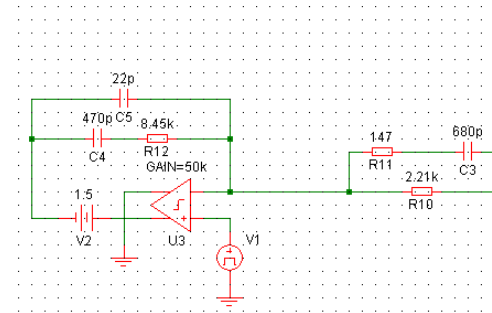 22p
C5
470p
C4
8.45k
R12
GAIN=50k
147
R11
680p
C3
2.21k
R10
1.5
V2
U3
V1